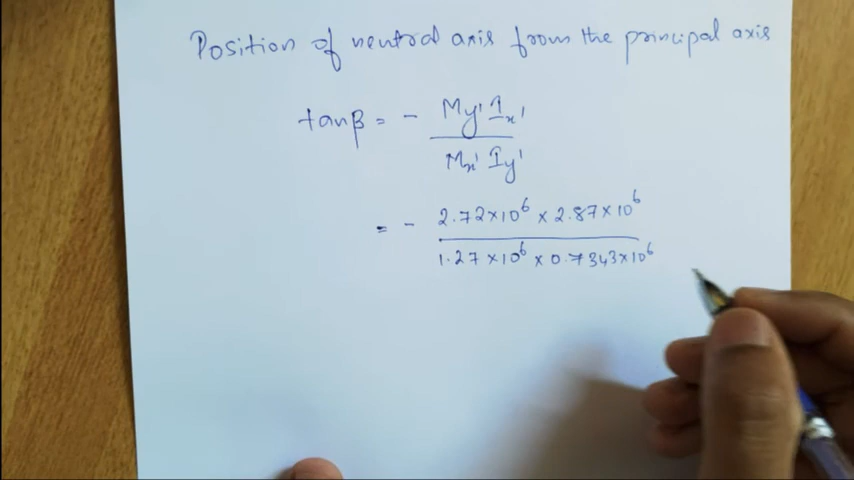 Position of neutral axis from the principal axis
tanβ = - My' Ix'
Mx' Iy'
= - 2.72×10⁶ × 2.87×10⁶
1.27×10⁶ × 0.7343×10⁶